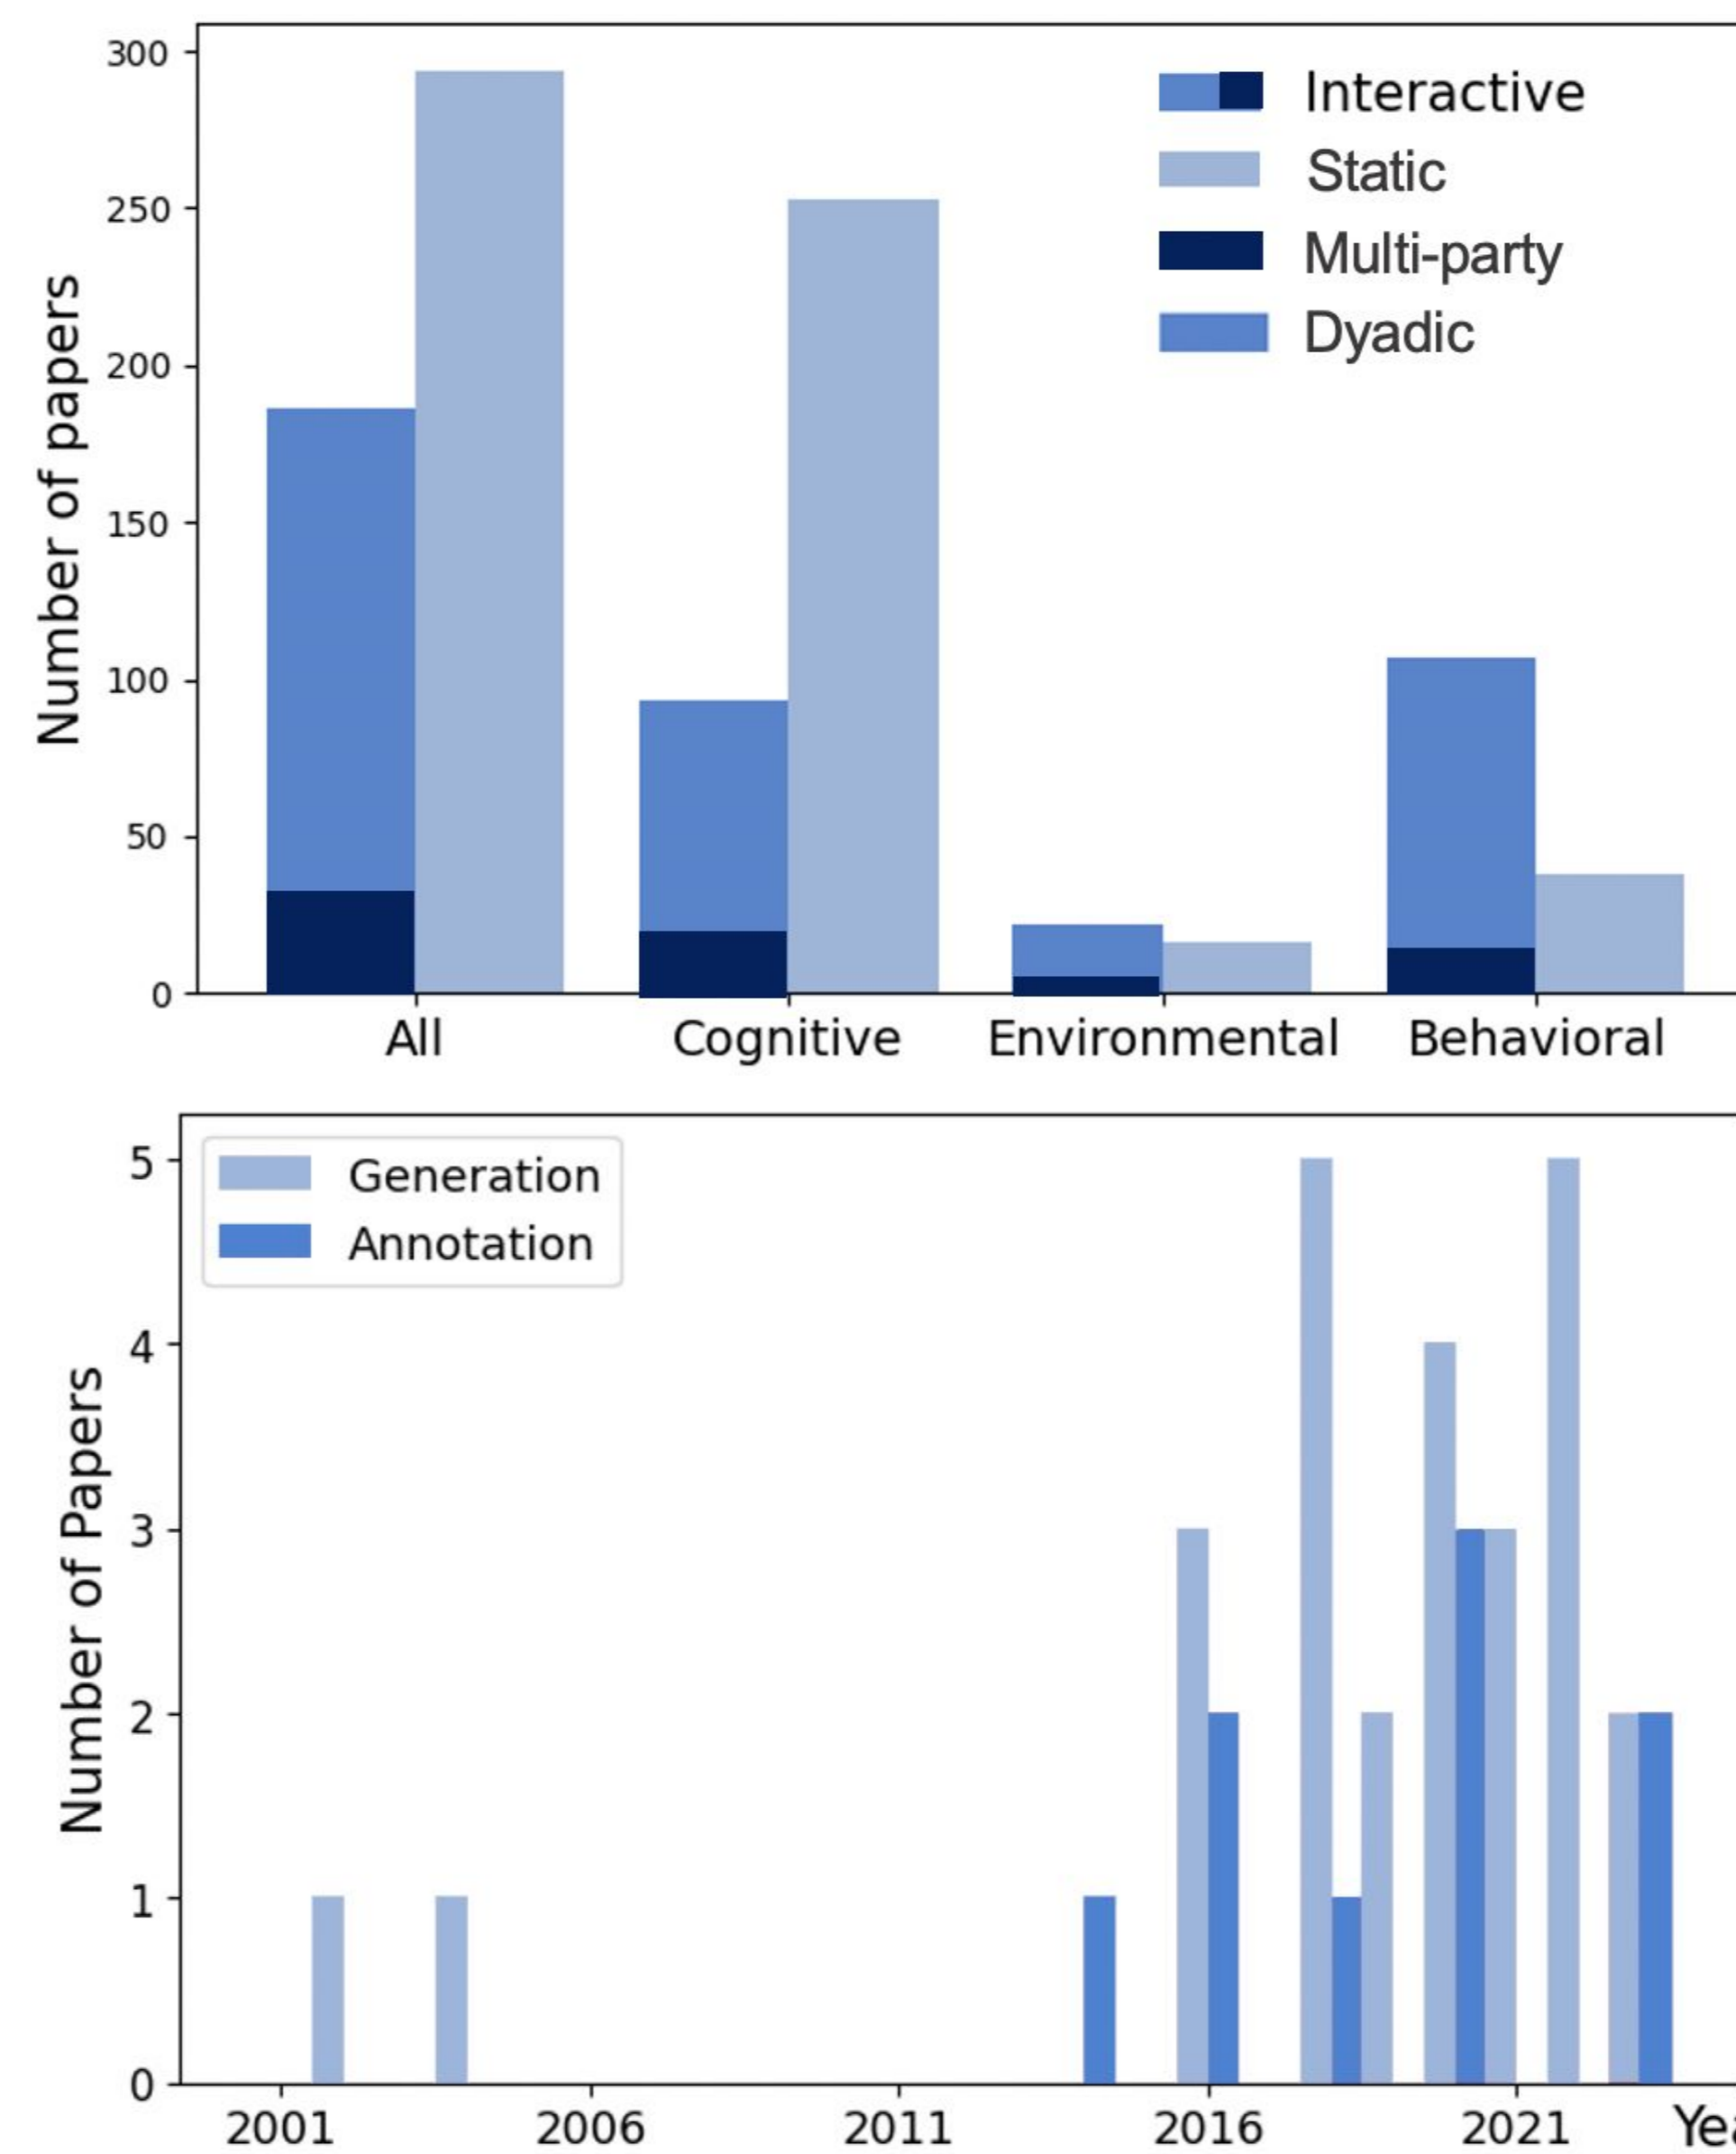 Number of papers
300
250
200
150
100
50
0
Interactive
Static
Multi-party
Dyadic
All Cognitive Environmental Behavioral
Number of Papers
5
4
3
2
1
0
Generation
Annotation
2001 2006 2011 2016 2021 Yea